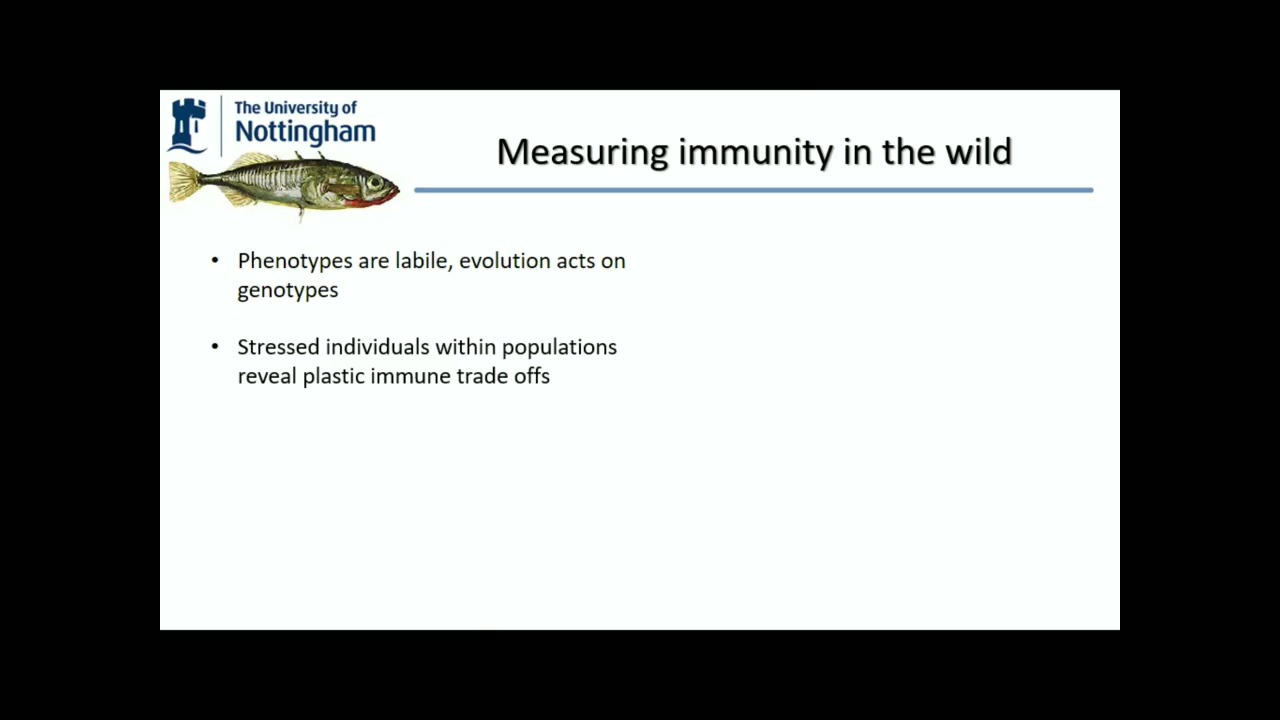 The University of
Nottingham
Measuring immunity in the wild
• Phenotypes are labile, evolution acts on
genotypes
• Stressed individuals within populations
reveal plastic immune trade offs